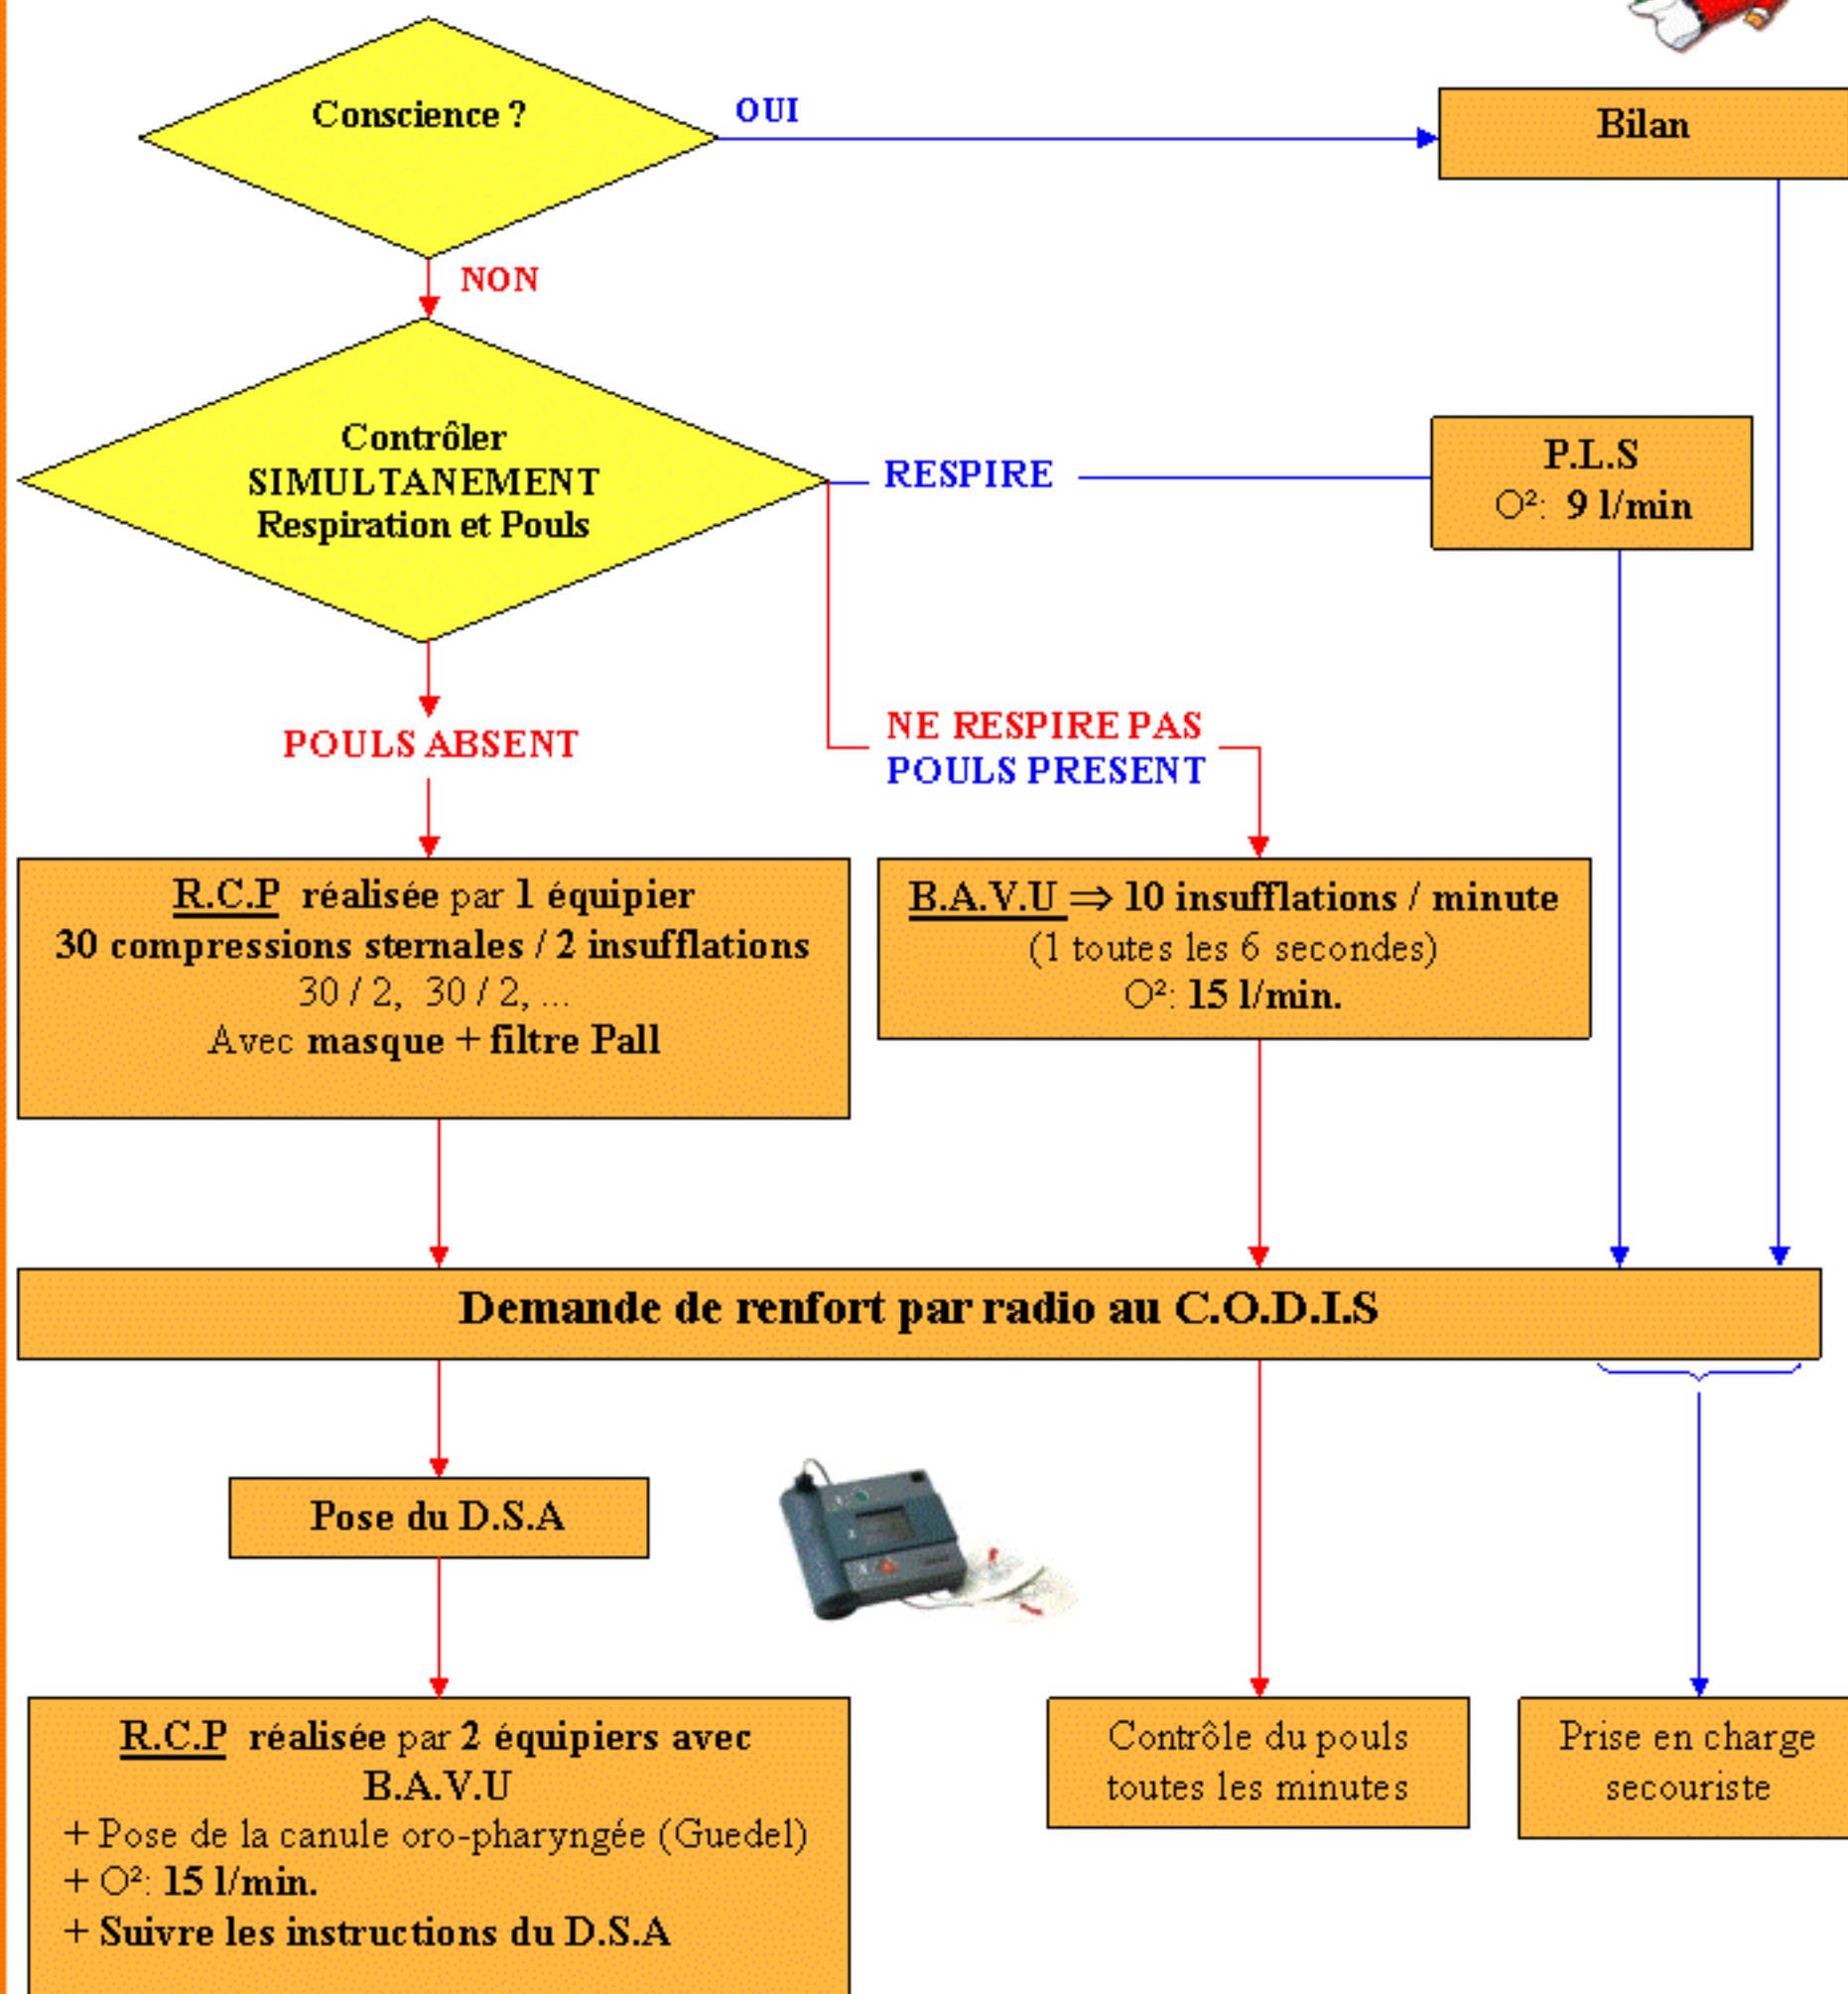 Conscience ?
OUI
Bilan
NON
Contrôler
SIMULTANEMENT
Respiration et Pouls
RESPIRE
P.L.S
O²: 9 l/min
POULS ABSENT
NE RESPIRE PAS
POULS PRESENT
R.C.P réalisée par 1 équipier
30 compressions sternales / 2 insufflations
30 / 2, 30 / 2, ...
Avec masque + filtre Pall
B.A.V.U ⇒ 10 insufflations / minute
(1 toutes les 6 secondes)
O²: 15 l/min.
Demande de renfort par radio au C.O.D.I.S
Pose du D.S.A
R.C.P réalisée par 2 équipiers avec
B.A.V.U
+ Pose de la canule oro-pharyngée (Guedel)
+ O²: 15 l/min.
+ Suivre les instructions du D.S.A
Contrôle du pouls
toutes les minutes
Prise en charge
secouriste